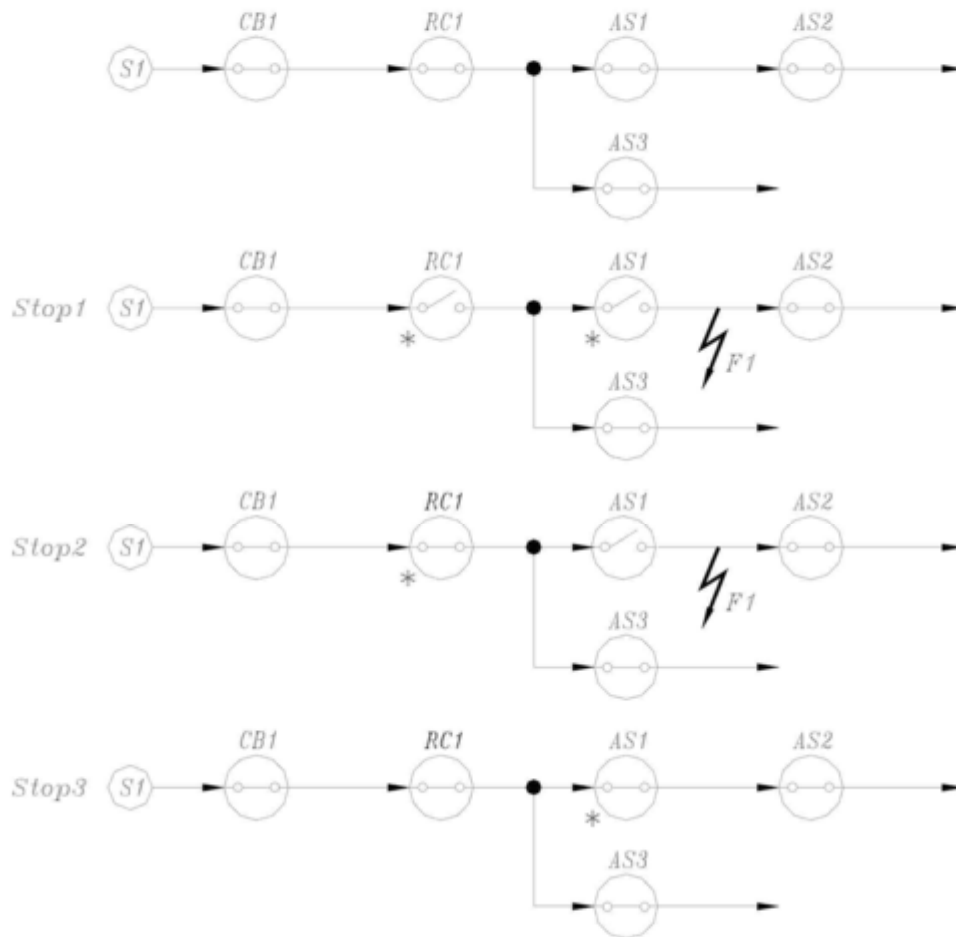 CB1 RC1 AS1 AS2
S1
AS3
CB1 RC1 AS1 AS2
Stop1 S1
* *
F1
AS3
CB1 RC1 AS1 AS2
Stop2 S1
*
F1
AS3
CB1 RC1 AS1 AS2
Stop3 S1
*
AS3